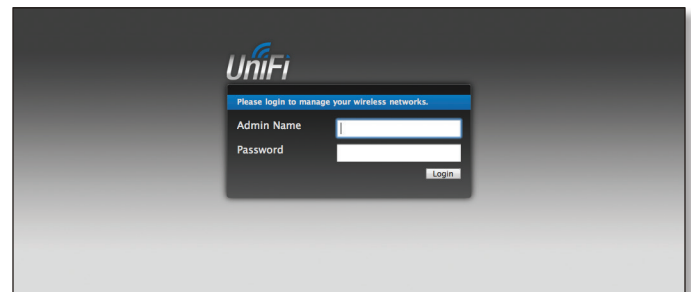 UniFi
Please login to manage your wireless networks.
Admin Name
Password
Login